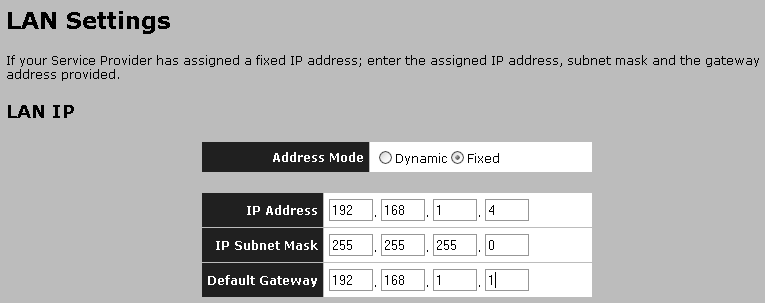 LAN Settings
If your Service Provider has assigned a fixed IP address; enter the assigned IP address, subnet mask and the gateway
address provided.
LAN IP
Address Mode Dynamic Fixed
IP Address 192 . 168 . 1 . 4
IP Subnet Mask 255 . 255 . 255 . 0
Default Gateway 192 . 168 . 1 . 1